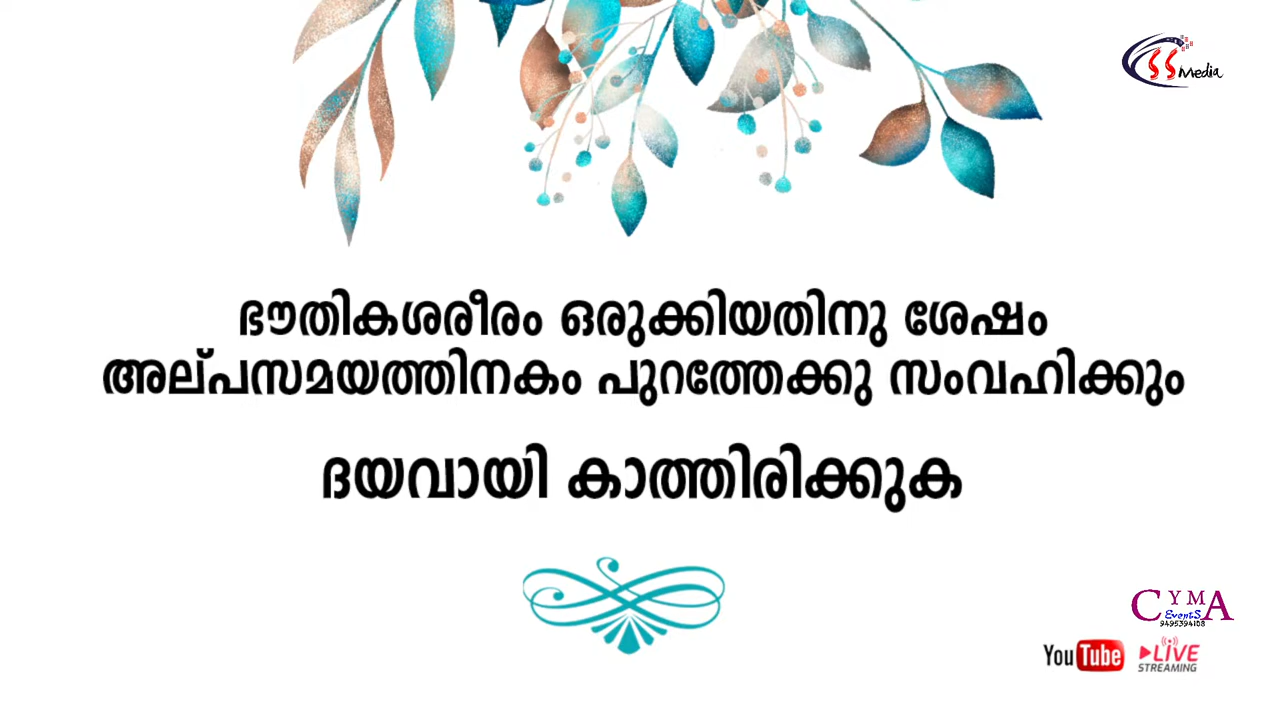 SS Media
ഭൗതികശരീരം ഒരുക്കിയതിനു ശേഷം
അല്പസമയത്തിനകം പുറത്തേക്കു സംവഹിക്കും
ദയവായി കാത്തിരിക്കുക
CYMA
EventS
9495394108
YouTube LIVE
STREAMING